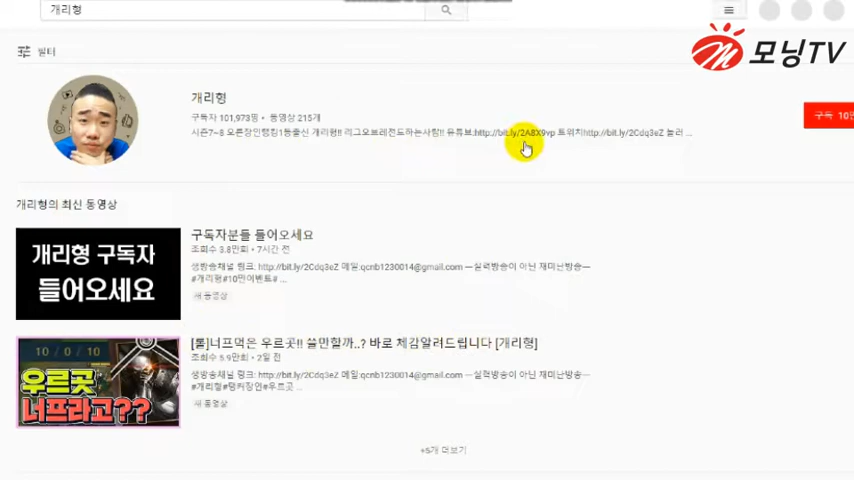 개리형
모닝TV
필터
개리형
구독자 101,973명 • 동영상 215개
시즌7~8 오른장인랭킹1등출신 개리형!! 리그오브레전드하는사람!! 유튜브:http://bit.ly/2A8X9vp 트위치http://bit.ly/2Cdq3eZ 눌러 ...
구독 10만
개리형의 최신 동영상
개리형 구독자
들어오세요
구독자분들 들어오세요
조회수 3.8만회 • 7시간 전
생방송채널 링크: http://bit.ly/2Cdq3eZ 메일:qcnb1230014@gmail.com ―실력방송이 아닌 재미난방송―
#개리형#10만이벤트# ...
새 동영상
10 / 0 / 10
우르곳
너프라고??
[롤]너프먹은 우르곳!! 쓸만할까..? 바로 체감알려드립니다 [개리형]
조회수 5.9만회 • 2일 전
생방송채널 링크: http://bit.ly/2Cdq3eZ 메일:qcnb1230014@gmail.com ―실력방송이 아닌 재미난방송―
#개리형#탱커장인#우르곳 ...
새 동영상
+5개 더보기